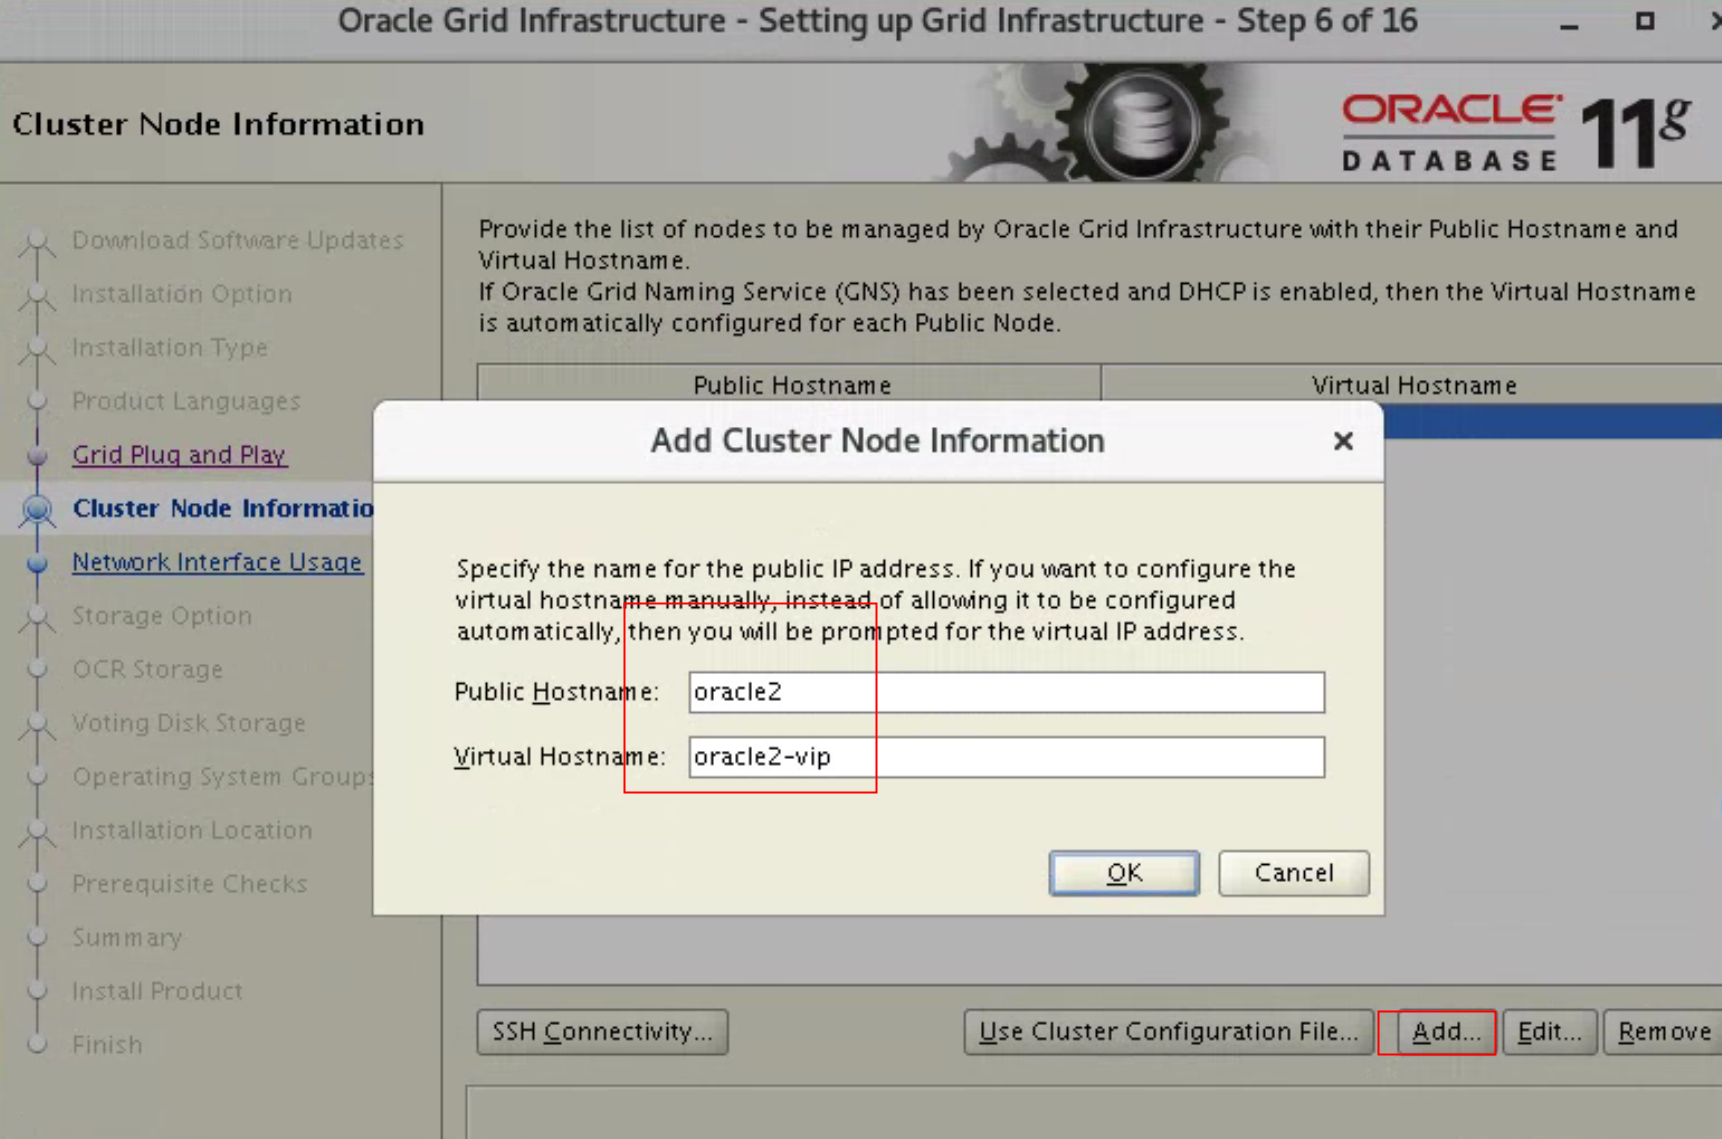 Oracle Grid Infrastructure - Setting up Grid Infrastructure - Step 6 of 16
Cluster Node Information
ORACLE
DATABASE
11g
Download Software Updates
Installation Option
Installation Type
Product Languages
Grid Plug and Play
Cluster Node Informatio
Network Interface Usage
Storage Option
OCR Storage
Voting Disk Storage
Operating System Groups
Installation Location
Prerequisite Checks
Summary
Install Product
Finish
Provide the list of nodes to be managed by Oracle Grid Infrastructure with their Public Hostname and
Virtual Hostname.
If Oracle Grid Naming Service (GNS) has been selected and DHCP is enabled, then the Virtual Hostname
is automatically configured for each Public Node.
Public Hostname
Virtual Hostname
Add Cluster Node Information
Specify the name for the public IP address. If you want to configure the
virtual hostname manually, instead of allowing it to be configured
automatically, then you will be prompted for the virtual IP address.
Public Hostname: oracle2
Virtual Hostname: oracle2-vip
OK
Cancel
SSH Connectivity...
Use Cluster Configuration File...
Add...
Edit...
Remove